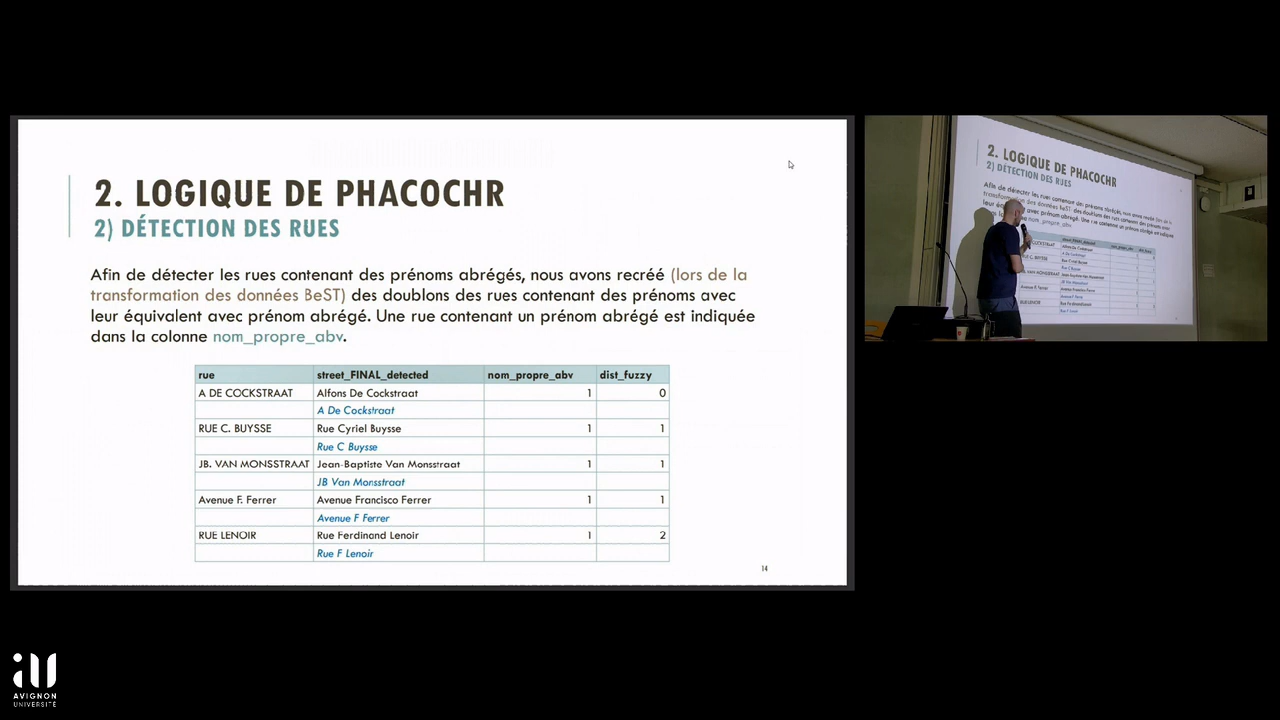 2. LOGIQUE DE PHACOCHR
2) DÉTECTION DES RUES
Afin de détecter les rues contenant des prénoms abrégés, nous avons recréé (lors de la
transformation des données BeST) des doublons des rues contenant des prénoms avec
leur équivalent avec prénom abrégé. Une rue contenant un prénom abrégé est indiquée
dans la colonne nom_propre_abv.
rue street_FINAL_detected nom_propre_abv dist_fuzzy
A DE COCKSTRAAT Alfons De Cockstraat 1 0
A De Cockstraat
RUE C. BUYSSE Rue Cyriel Buysse 1 1
Rue C Buysse
JB. VAN MONSSTRAAT Jean-Baptiste Van Monsstraat 1 1
JB Van Monsstraat
Avenue F. Ferrer Avenue Francisco Ferrer 1 1
Avenue F Ferrer
RUE LENOIR Rue Ferdinand Lenoir 1 2
Rue F Lenoir
14
2. LOGIQUE DE PHACOCHR
2) DÉTECTION DES RUES
AVIGNON
UNIVERSITÉ